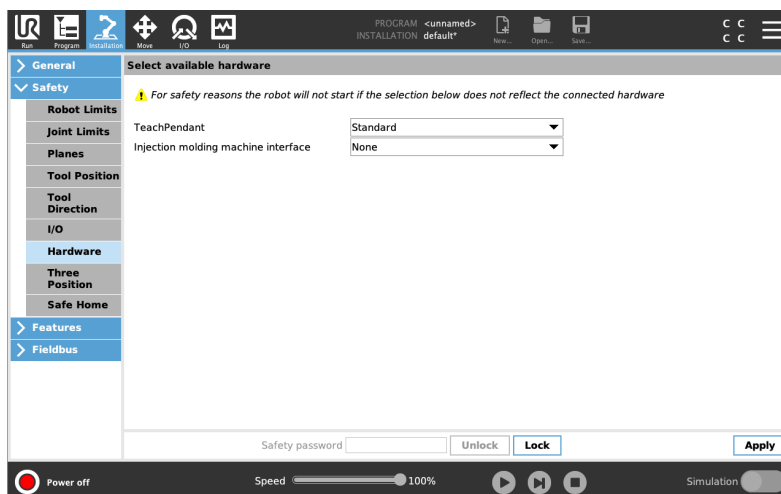 UR
PROGRAM <unnamed>
INSTALLATION default*
C C
C C
Run Program Installation Move I/O Log New... Open... Save...
General
Select available hardware
Safety
! For safety reasons the robot will not start if the selection below does not reflect the connected hardware
Robot Limits
Joint Limits
Planes
Tool Position
Tool
Direction
I/O
Hardware
Three
Position
Safe Home
Features
Fieldbus
TeachPendant Standard
Injection molding machine interface None
Safety password Unlock Lock Apply
Power off Speed 100% Simulation